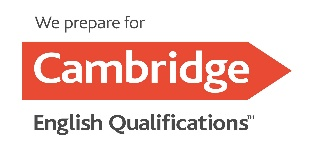 We prepare for
Cambridge
English Qualifications™